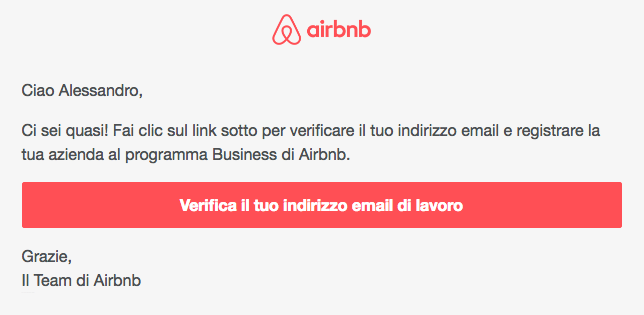 airbnb
Ciao Alessandro,
Ci sei quasi! Fai clic sul link sotto per verificare il tuo indirizzo email e registrare la
tua azienda al programma Business di Airbnb.
Verifica il tuo indirizzo email di lavoro
Grazie,
Il Team di Airbnb